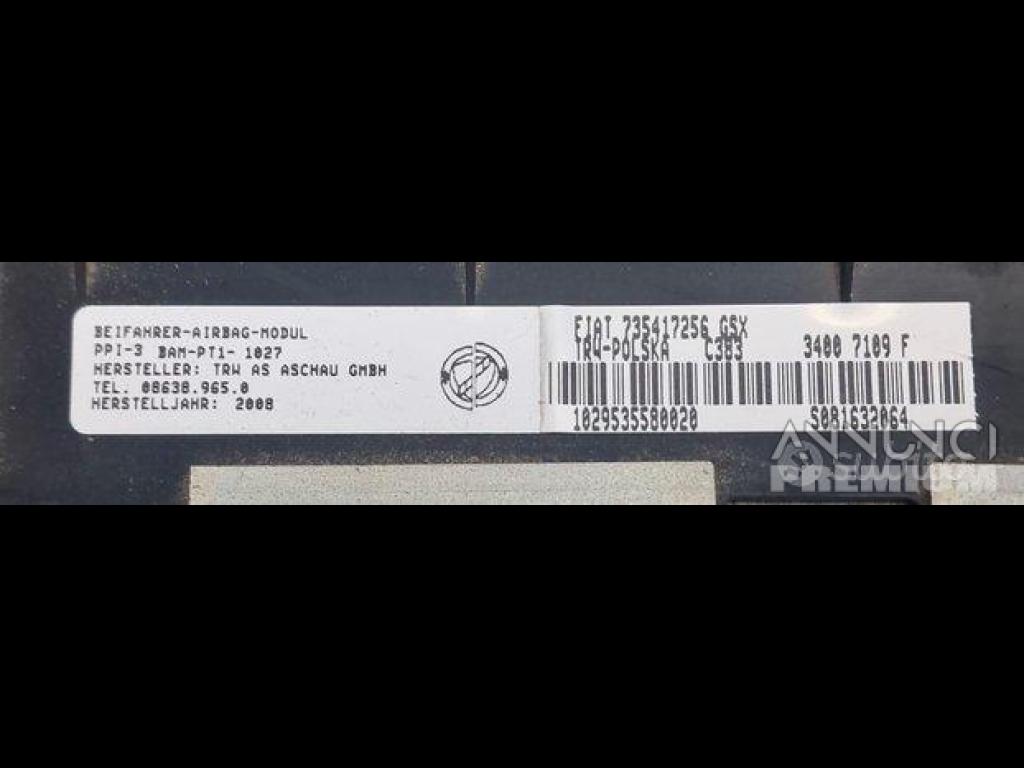 BEIFAHRER-AIRBAG-MODUL
PPI-3 BAM-PT1- 1027
HERSTELLER: TRW AS ASCHAU GMBH
TEL. 08638.965.0
HERSTELLJAHR: 2008
FIAT 735417256 GSX
TRW-POLSKA C383 3400 7109 F
1029535580020 S081632064
ANNUNCI
PREMIUM